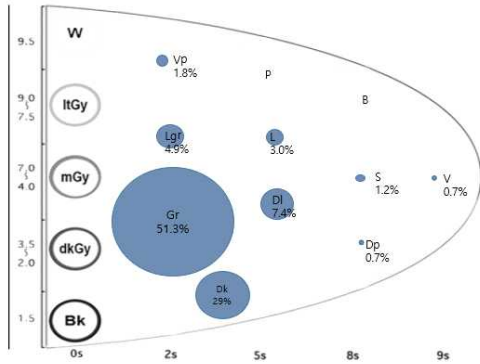 9.5
W
Vp
1.8%
P
B
9.0
~
7.5
ltGy
Lgr
4.9%
L
3.0%
7.0
~
4.0
mGy
S
1.2%
V
0.7%
Dl
7.4%
Gr
51.3%
3.5
~
2.0
dkGy
Dp
0.7%
Dk
29%
1.5
Bk
0s
2s
5s
8s
9s